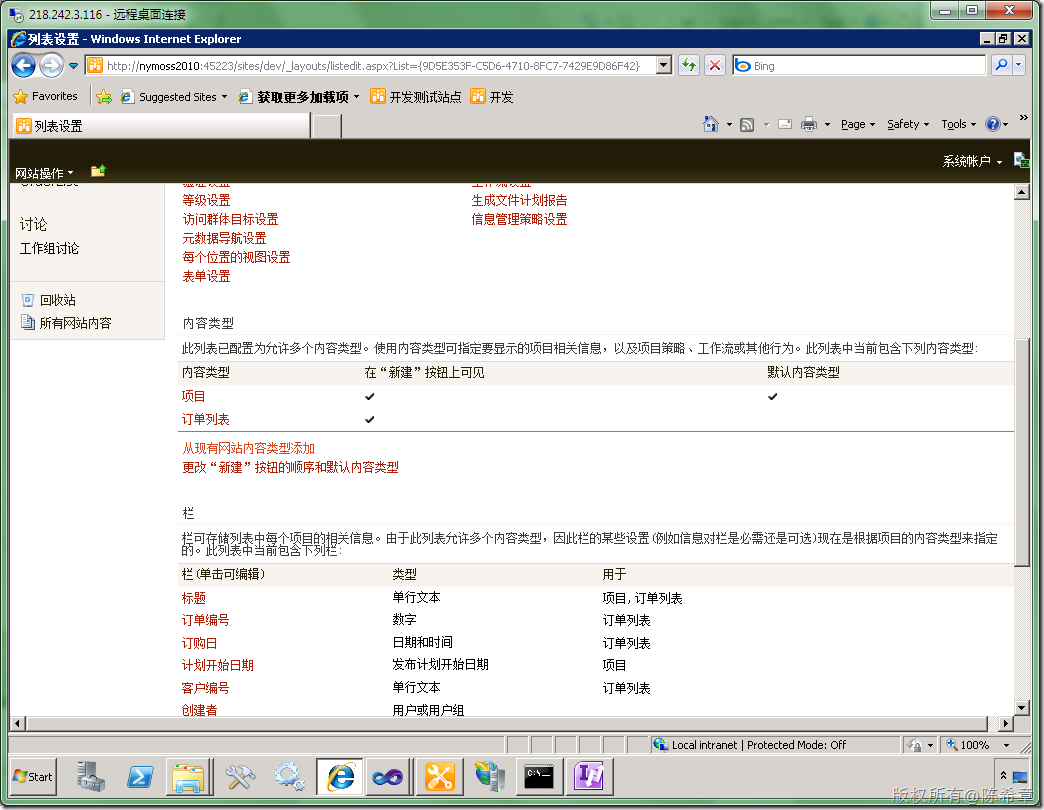 218.242.3.116 - 远程桌面连接
列表设置 - Windows Internet Explorer
http://nymoss2010:45223/sites/dev/_layouts/listedit.aspx?List={9D5E353F-C5D6-4710-8FC7-7429E9D86F42}
Bing
Favorites
Suggested Sites
获取更多加载项
开发测试站点
开发
列表设置
Page
Safety
Tools
网站操作
系统帐户
OrderList
讨论
工作组讨论
回收站
所有网站内容
验证设置
工作流设置
等级设置
生成文件计划报告
访问群体目标设置
信息管理策略设置
元数据导航设置
每个位置的视图设置
表单设置
内容类型
此列表已配置为允许多个内容类型。使用内容类型可指定要显示的项目相关信息，以及项目策略、工作流或其他行为。此列表中当前包含下列内容类型:
内容类型 在“新建”按钮上可见 默认内容类型
项目
订单列表
从现有网站内容类型添加
更改“新建”按钮的顺序和默认内容类型
栏
栏可存储列表中每个项目的相关信息。由于此列表允许多个内容类型，因此栏的某些设置(例如信息对栏是必需还是可选)现在是根据项目的内容类型来指定
的。此列表中当前包含下列栏:
栏(单击可编辑) 类型 用于
标题 单行文本 项目, 订单列表
订单编号 数字 订单列表
订购日 日期和时间 订单列表
计划开始日期 发布计划开始日期 项目
客户编号 单行文本 订单列表
创建者 用户或用户组
Local intranet | Protected Mode: Off
100%
Start
版权所有@陈希章